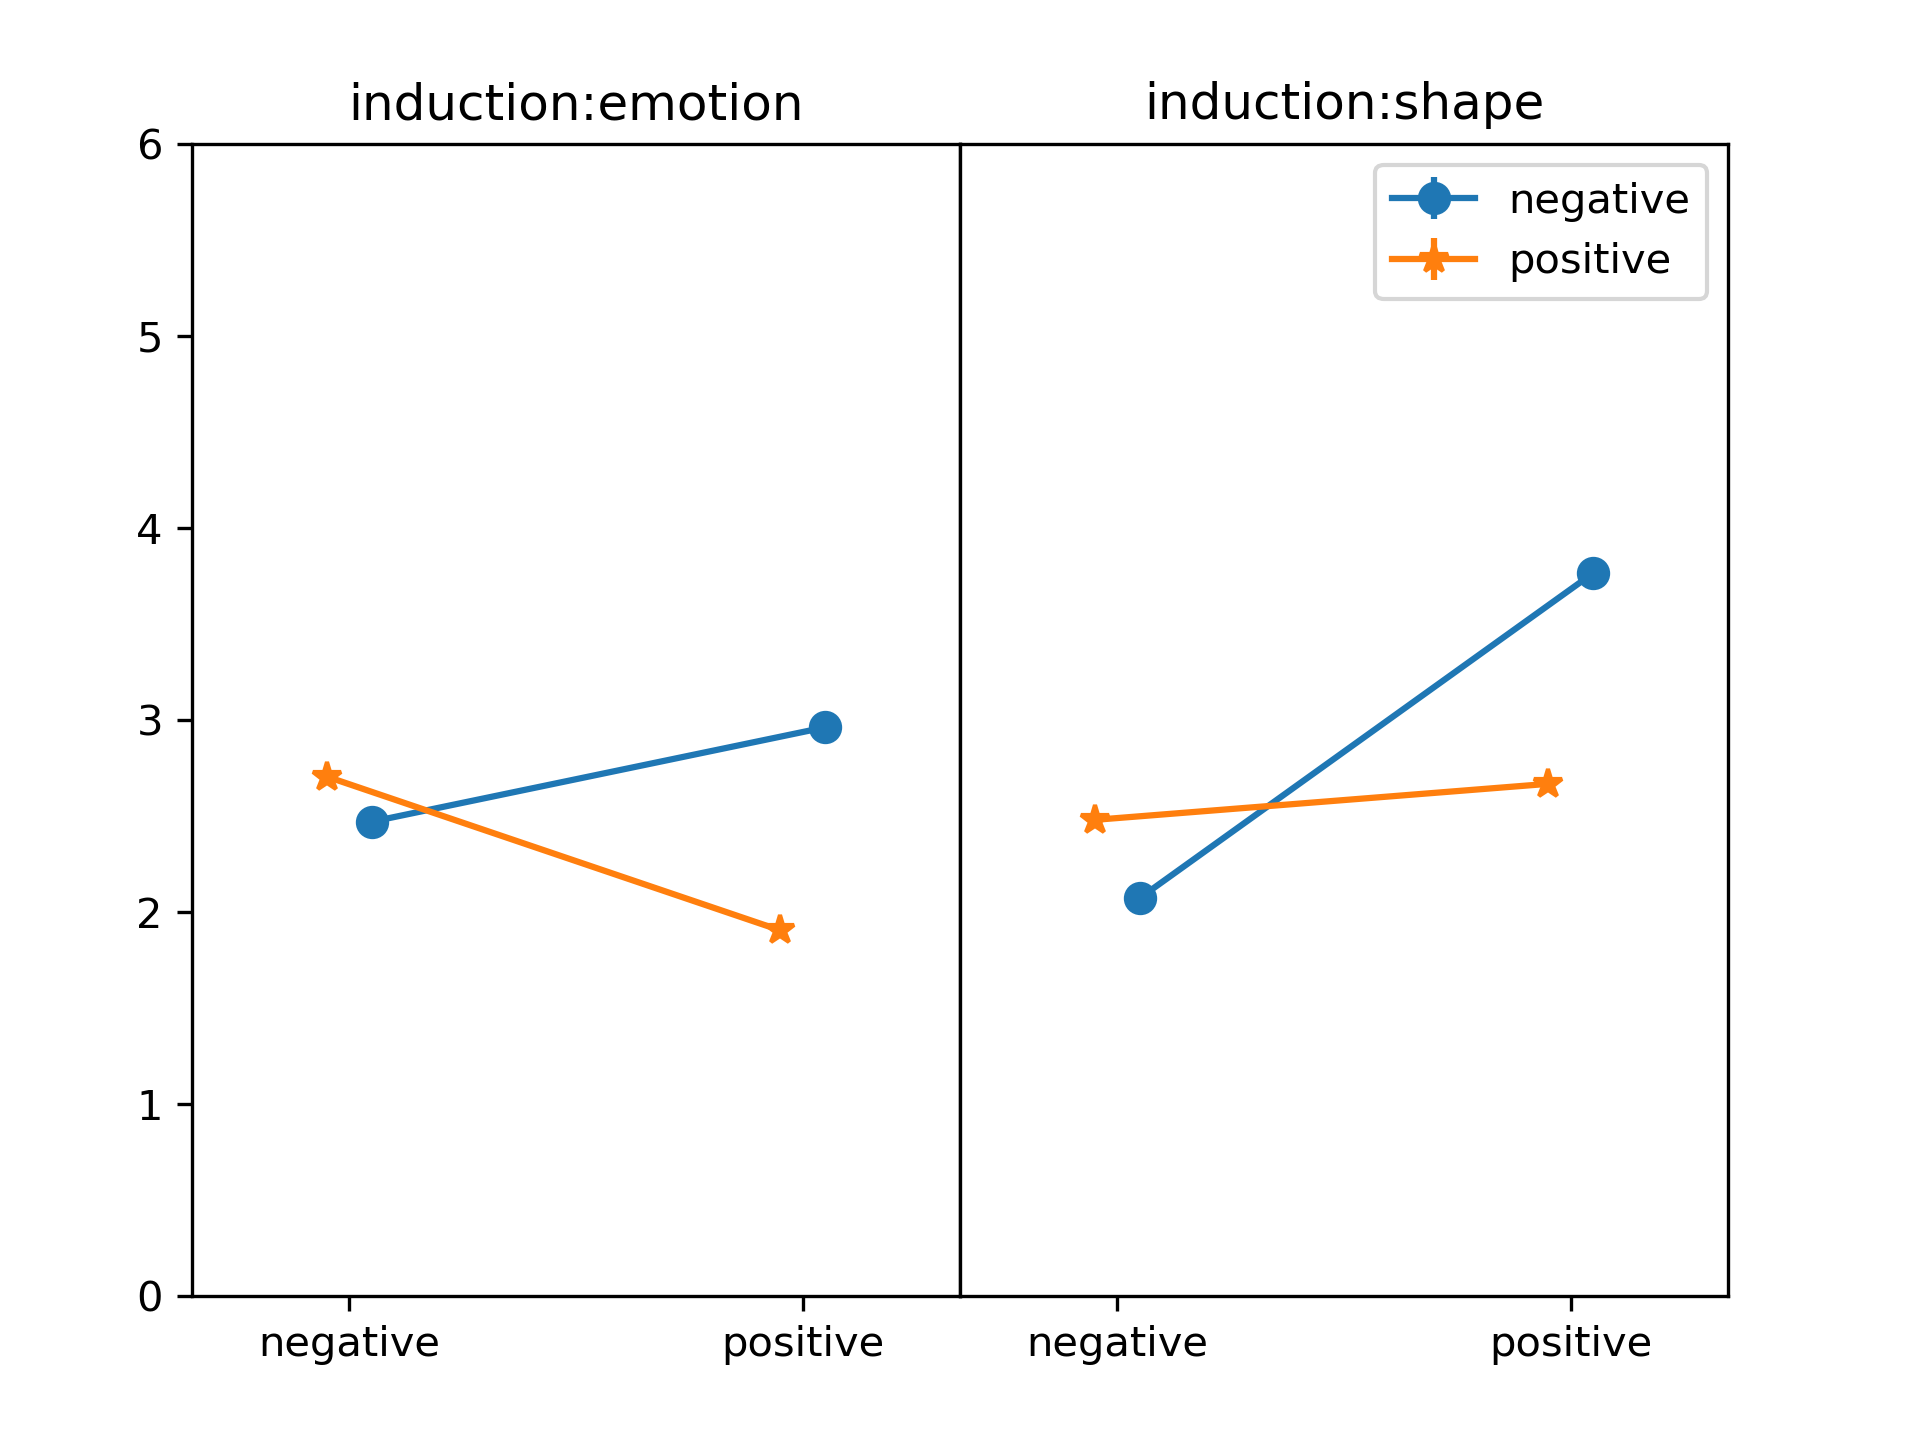 induction:emotion
induction:shape
6
5
4
3
2
1
0
negative
positive
negative
positive
negative
positive